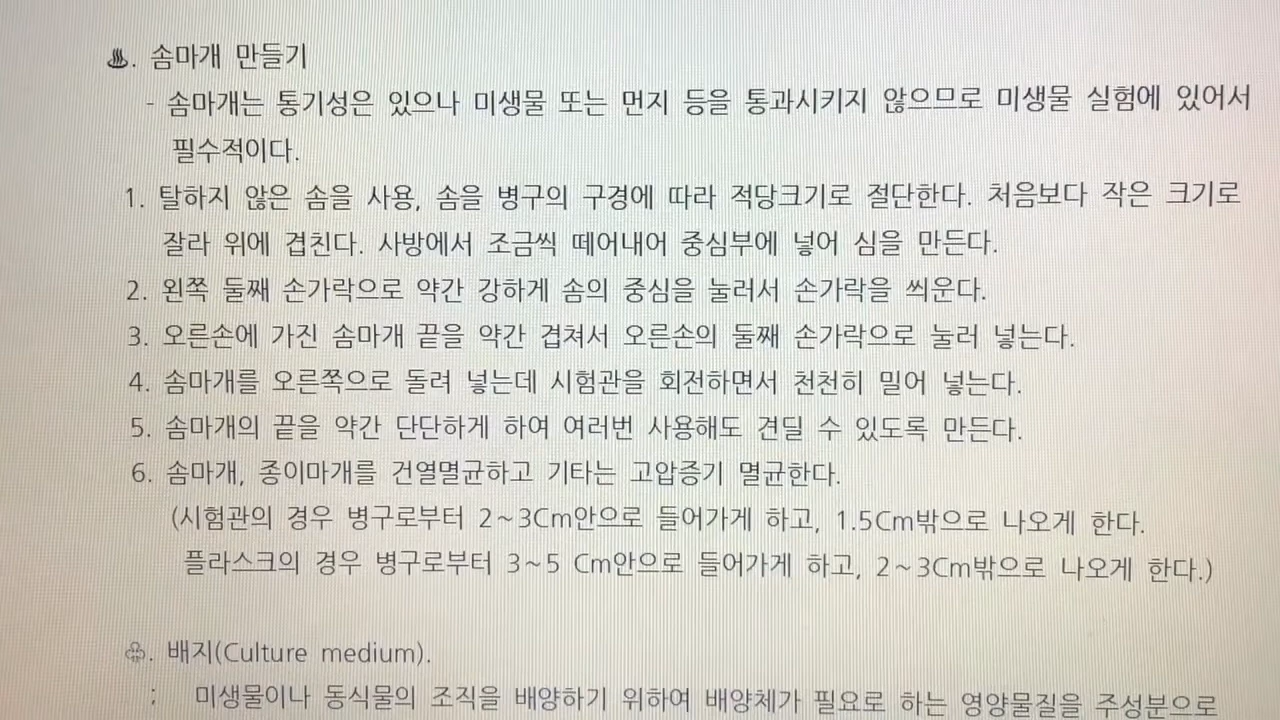 ♨. 솜마개 만들기
- 솜마개는 통기성은 있으나 미생물 또는 먼지 등을 통과시키지 않으므로 미생물 실험에 있어서
필수적이다.
1. 탈하지 않은 솜을 사용, 솜을 병구의 구경에 따라 적당크기로 절단한다. 처음보다 작은 크기로
잘라 위에 겹친다. 사방에서 조금씩 떼어내어 중심부에 넣어 심을 만든다.
2. 왼쪽 둘째 손가락으로 약간 강하게 솜의 중심을 눌러서 손가락을 씌운다.
3. 오른손에 가진 솜마개 끝을 약간 겹쳐서 오른손의 둘째 손가락으로 눌러 넣는다.
4. 솜마개를 오른쪽으로 돌려 넣는데 시험관을 회전하면서 천천히 밀어 넣는다.
5. 솜마개의 끝을 약간 단단하게 하여 여러번 사용해도 견딜 수 있도록 만든다.
6. 솜마개, 종이마개를 건열멸균하고 기타는 고압증기 멸균한다.
(시험관의 경우 병구로부터 2~3Cm안으로 들어가게 하고, 1.5Cm밖으로 나오게 한다.
플라스크의 경우 병구로부터 3~5 Cm안으로 들어가게 하고, 2~3Cm밖으로 나오게 한다.)
♧. 배지(Culture medium).
; 미생물이나 동식물의 조직을 배양하기 위하여 배양체가 필요로 하는 영양물질을 주성분으로